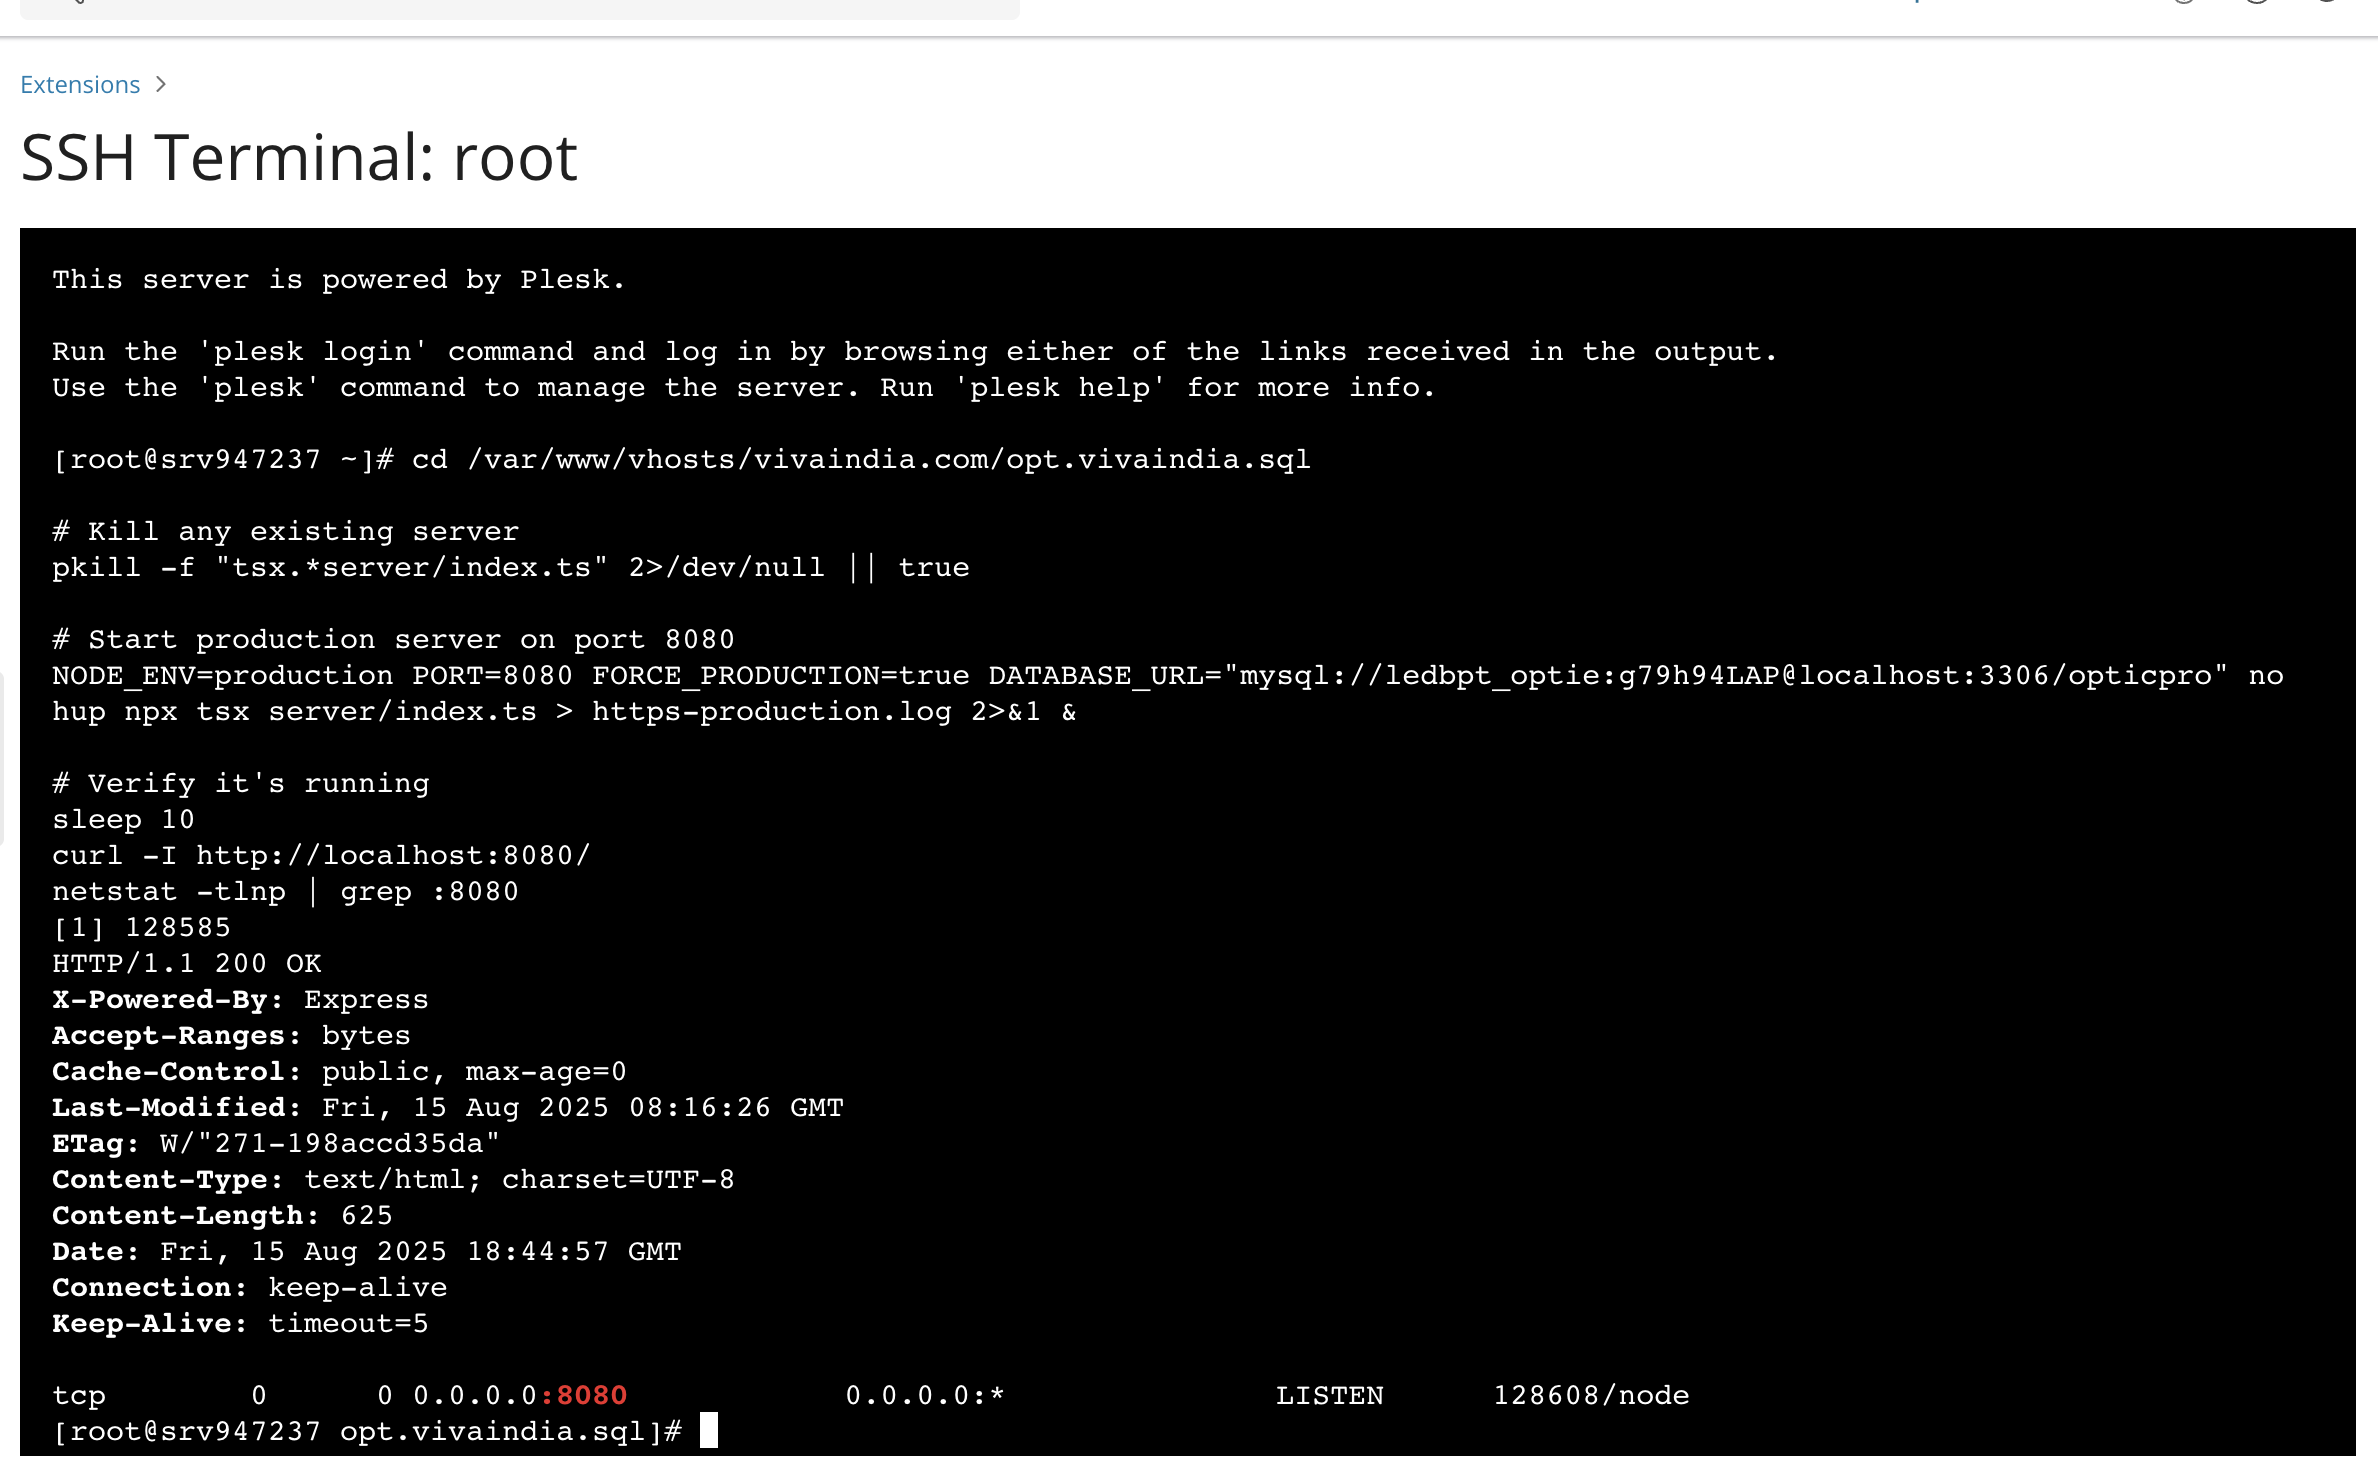 Extensions >
SSH Terminal: root
This server is powered by Plesk.
Run the 'plesk login' command and log in by browsing either of the links received in the output.
Use the 'plesk' command to manage the server. Run 'plesk help' for more info.
[root@srv947237 ~]# cd /var/www/vhosts/vivaindia.com/opt.vivaindia.sql
# Kill any existing server
pkill -f "tsx.*server/index.ts" 2>/dev/null || true
# Start production server on port 8080
NODE_ENV=production PORT=8080 FORCE_PRODUCTION=true DATABASE_URL="mysql://ledbpt_optie:g79h94LAP@localhost:3306/opticpro" no
hup npx tsx server/index.ts > https-production.log 2>&1 &
# Verify it's running
sleep 10
curl -I http://localhost:8080/
netstat -tlnp | grep :8080
[1] 128585
HTTP/1.1 200 OK
X-Powered-By: Express
Accept-Ranges: bytes
Cache-Control: public, max-age=0
Last-Modified: Fri, 15 Aug 2025 08:16:26 GMT
ETag: W/"271-198accd35da"
Content-Type: text/html; charset=UTF-8
Content-Length: 625
Date: Fri, 15 Aug 2025 18:44:57 GMT
Connection: keep-alive
Keep-Alive: timeout=5
tcp 0 0 0.0.0.0:8080 0.0.0.0:* LISTEN 128608/node
[root@srv947237 opt.vivaindia.sql]#